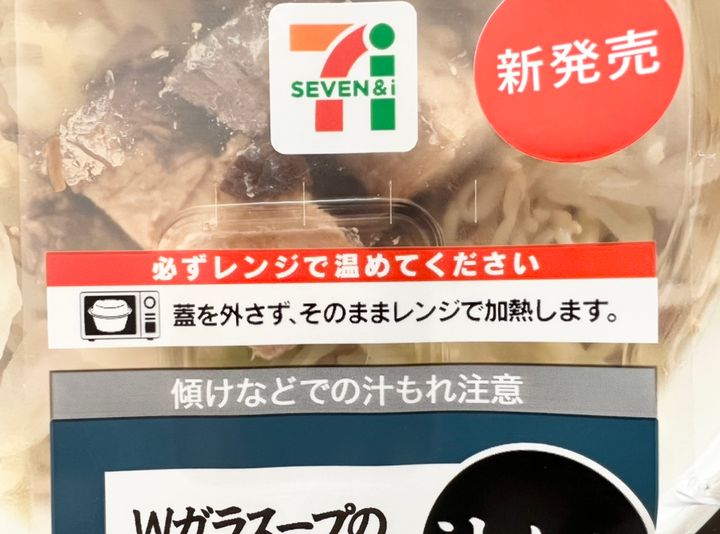 SEVEN&i
新発売
必ずレンジで温めてください
蓋を外さず、そのままレンジで加熱します。
傾けなどでの汁もれ注意
Wガラスープの